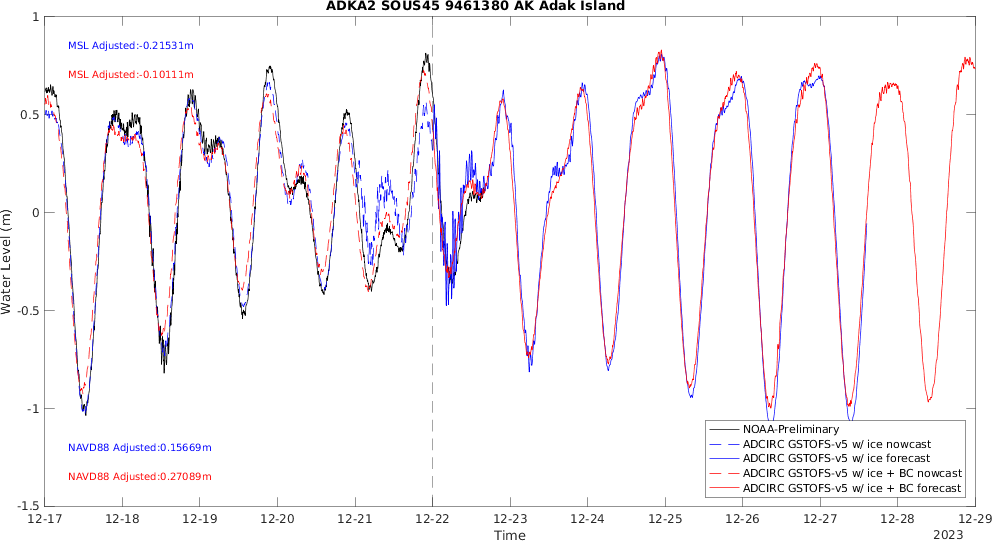 ADKA2 SOUS45 9461380 AK Adak Island
1
0.5
0
-0.5
-1
-1.5
Water Level (m)
MSL Adjusted:-0.21531m
MSL Adjusted:-0.10111m
NAVD88 Adjusted:0.15669m
NAVD88 Adjusted:0.27089m
NOAA-Preliminary
ADCIRC GSTOFS-v5 w/ ice nowcast
ADCIRC GSTOFS-v5 w/ ice forecast
ADCIRC GSTOFS-v5 w/ ice + BC nowcast
ADCIRC GSTOFS-v5 w/ ice + BC forecast
12-17 12-18 12-19 12-20 12-21 12-22 12-23 12-24 12-25 12-26 12-27 12-28 12-29
Time
2023